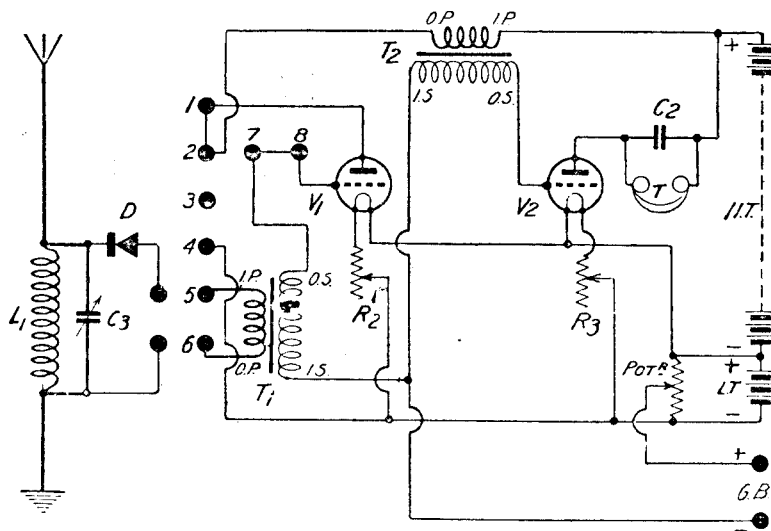 O.P.
I.P.
T2
I.S.
O.S.
+
1
2
3
4
5
6
7
8
V1
V2
C2
T
H.T.
D
L1
C3
I.P.
O.P.
T1
O.S.
I.S.
R2
R3
POTR
-
+
LT
-
+
G.B
-